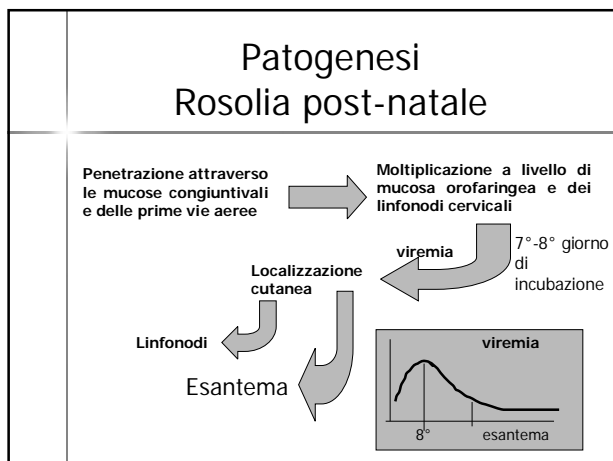 Patogenesi
Rosolia post-natale
Penetrazione attraverso
le mucose congiuntivali
e delle prime vie aeree
Moltiplicazione a livello di
mucosa orofaringea e dei
linfonodi cervicali
viremia
7°-8° giorno
di
incubazione
Localizzazione
cutanea
Linfonodi
Esantema
viremia
8°
esantema